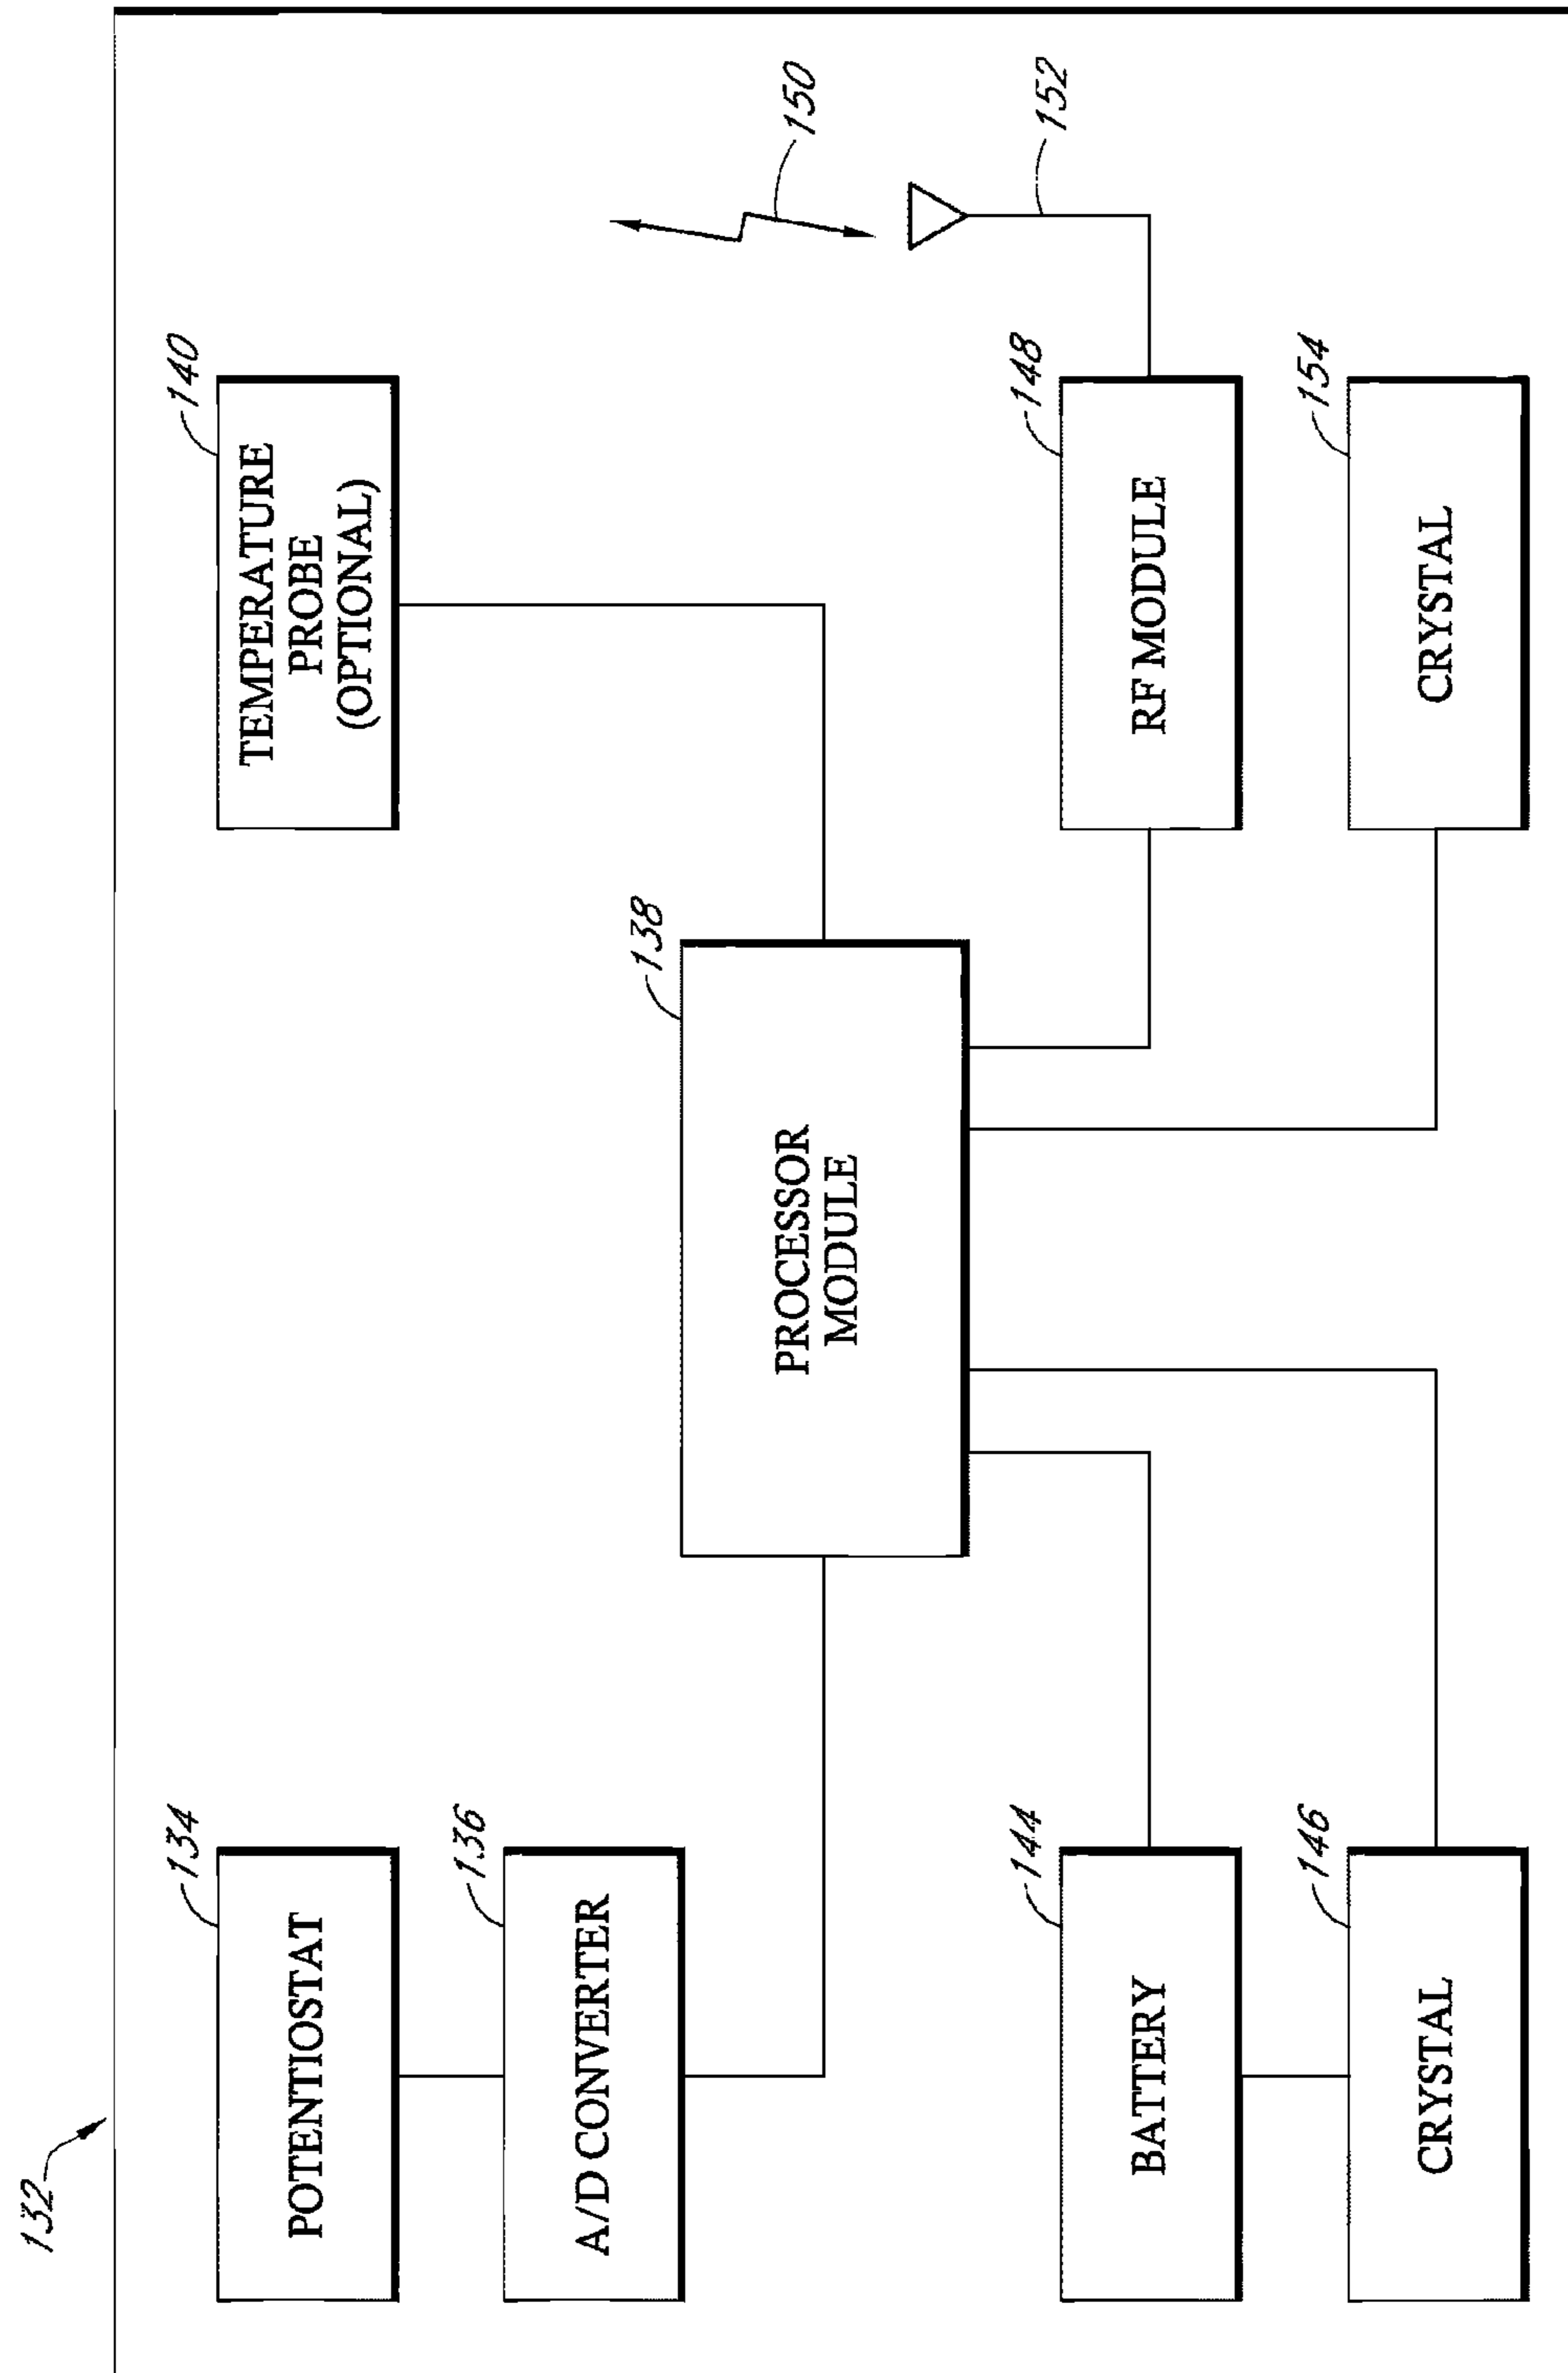 132
134
POTENTIOSTAT
140
TEMPERATURE
PROBE
(OPTIONAL)
136
A/D CONVERTER
138
PROCESSOR
MODULE
150
152
144
BATTERY
148
RF MODULE
146
CRYSTAL
154
CRYSTAL